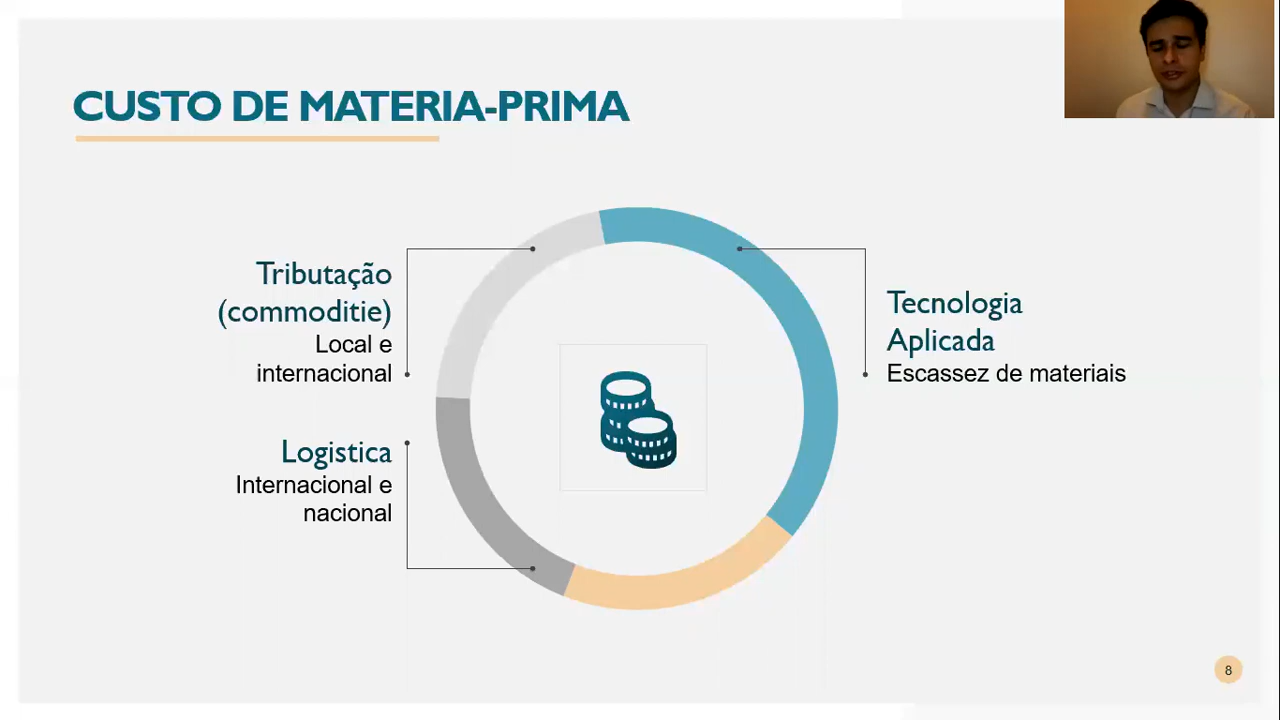 CUSTO DE MATERIA-PRIMA
Tributação
(commoditie)
Local e
internacional
Logistica
Internacional e
nacional
Tecnologia
Aplicada
Escassez de materiais
8